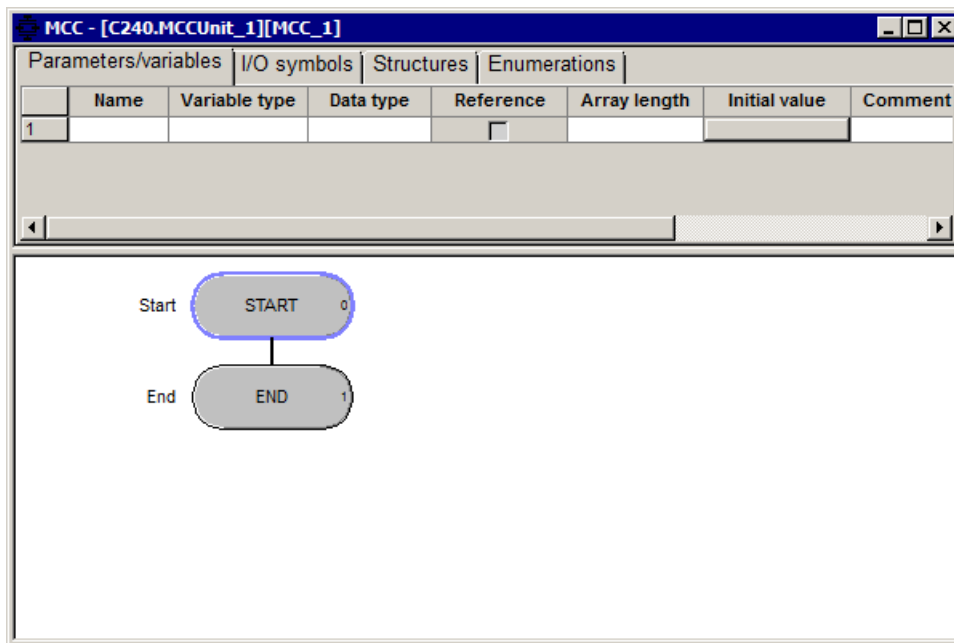 MCC - [C240.MCCUnit_1][MCC_1]
Parameters/variables I/O symbols Structures Enumerations
Name Variable type Data type Reference Array length Initial value Comment
1
Start START 0
End END 1